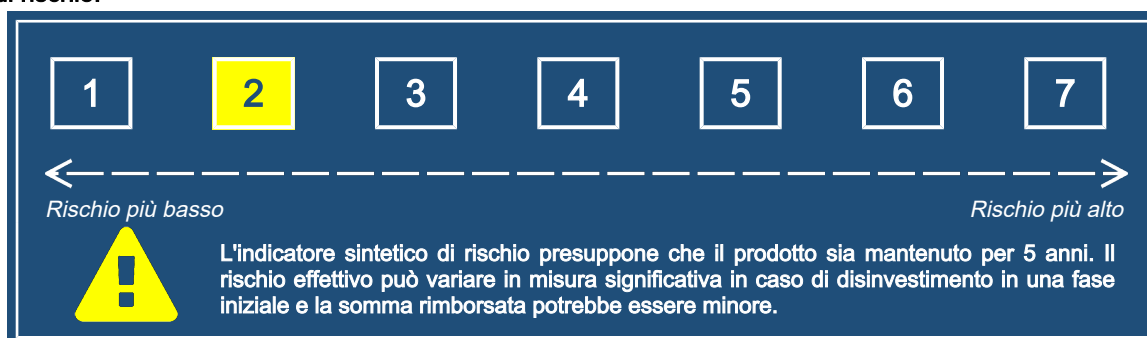 di rischio:
1 2 3 4 5 6 7
Rischio più basso Rischio più alto
L'indicatore sintetico di rischio presuppone che il prodotto sia mantenuto per 5 anni. Il
rischio effettivo può variare in misura significativa in caso di disinvestimento in una fase
iniziale e la somma rimborsata potrebbe essere minore.